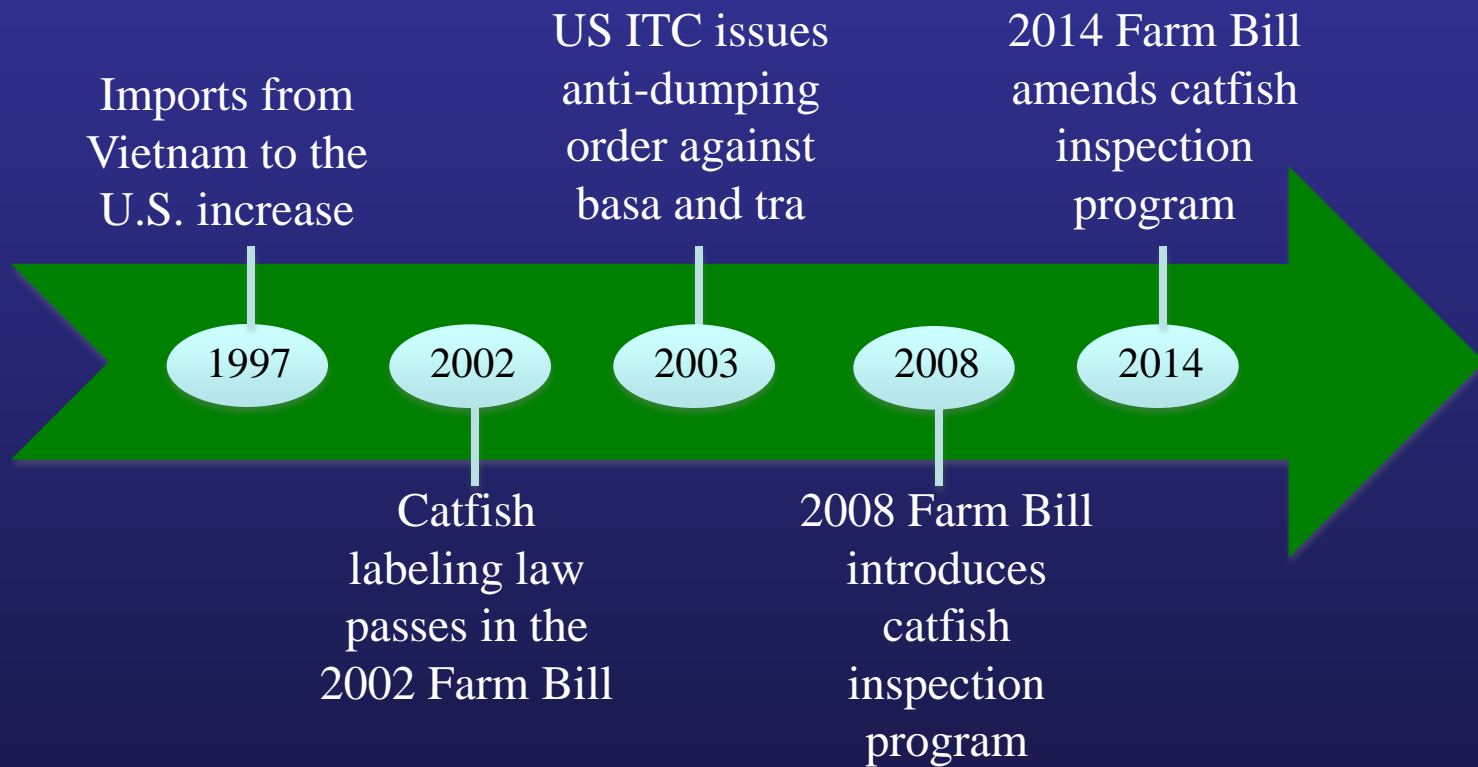 Imports from
Vietnam to the
U.S. increase
US ITC issues
anti-dumping
order against
basa and tra
2014 Farm Bill
amends catfish
inspection
program
1997
2002
2003
2008
2014
Catfish
labeling law
passes in the
2002 Farm Bill
2008 Farm Bill
introduces
catfish
inspection
program